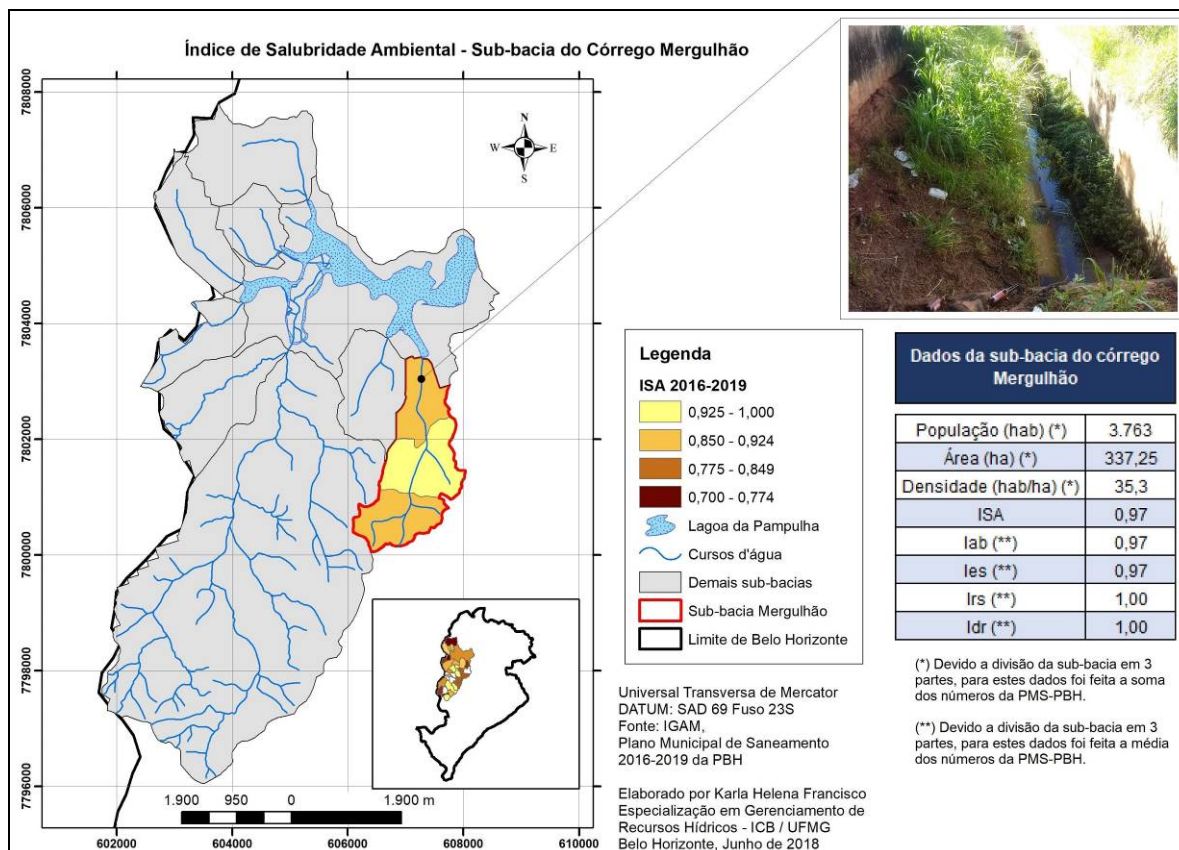 Índice de Salubridade Ambiental - Sub-bacia do Córrego Mergulhão
7808000
7806000
7804000
7802000
7800000
7798000
7796000
602000
604000
606000
608000
610000
N
W E
S
1.900 950 0 1.900 m
Legenda
ISA 2016-2019
0,925 - 1,000
0,850 - 0,924
0,775 - 0,849
0,700 - 0,774
Lagoa da Pampulha
Cursos d'água
Demais sub-bacias
Sub-bacia Mergulhão
Limite de Belo Horizonte
Universal Transversa de Mercator
DATUM: SAD 69 Fuso 23S
Fonte: IGAM,
Plano Municipal de Saneamento
2016-2019 da PBH
Elaborado por Karla Helena Francisco
Especialização em Gerenciamento de
Recursos Hídricos - ICB / UFMG
Belo Horizonte, Junho de 2018
Dados da sub-bacia do córrego
Mergulhão
População (hab) (*) 3.763
Área (ha) (*) 337,25
Densidade (hab/ha) (*) 35,3
ISA 0,97
Iab (**) 0,97
Ies (**) 0,97
Irs (**) 1,00
Idr (**) 1,00
(*) Devido a divisão da sub-bacia em 3
partes, para estes dados foi feita a soma
dos números da PMS-PBH.
(**) Devido a divisão da sub-bacia em 3
partes, para estes dados foi feita a média
dos números da PMS-PBH.